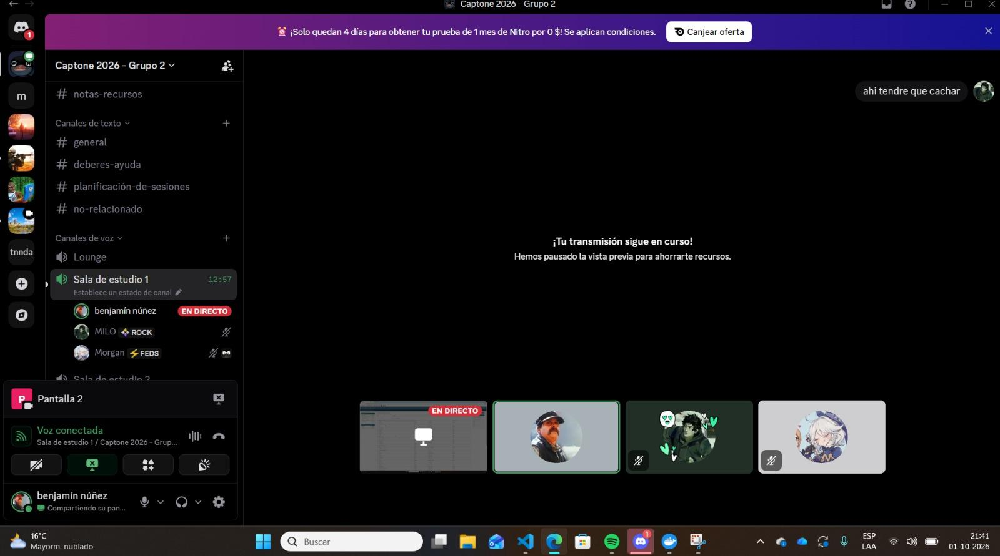 Captone 2026 - Grupo 2
1
¡Solo quedan 4 días para obtener tu prueba de 1 mes de Nitro por 0 $! Se aplican condiciones.
Canjear oferta
Captone 2026 - Grupo 2
notas-recursos
m
Canales de texto
general
deberes-ayuda
planificación-de-sesiones
no-relacionado
Canales de voz
tnnda
Lounge
Sala de estudio 1
12:57
Establece un estado de canal
benjamín núñez
EN DIRECTO
MILO
ROCK
Morgan
FEDS
Sala de estudio 2
P
Pantalla 2
Voz conectada
Sala de estudio 1 / Captone 2026 - Grup...
benjamín núñez
Compartiendo su pan...
ahi tendre que cachar
¡Tu transmisión sigue en curso!
Hemos pausado la vista previa para ahorrarte recursos.
EN DIRECTO
16°C
Mayorm. nublado
Buscar
1
ESP
LAA
21:41
01-10-2026